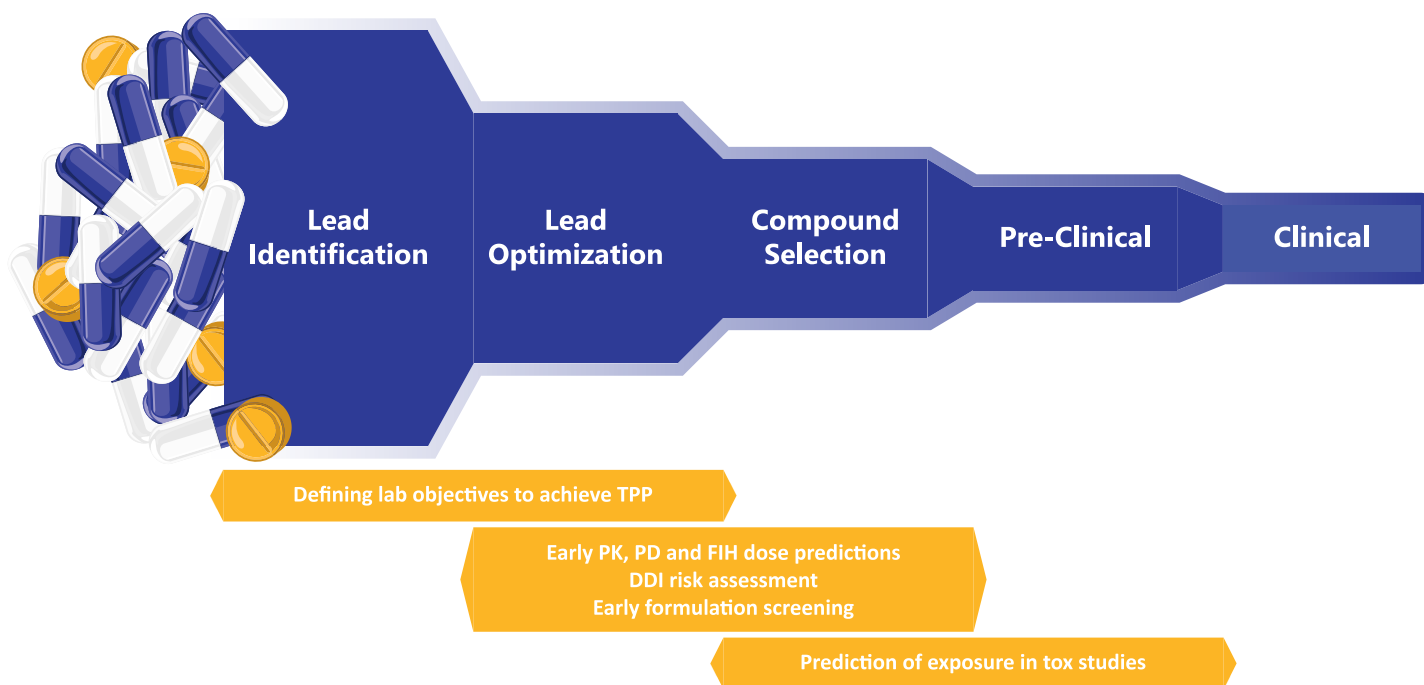 Lead
Identification
Lead
Optimization
Compound
Selection
Pre-Clinical
Clinical
Defining lab objectives to achieve TPP
Early PK, PD and FIH dose predictions
DDI risk assessment
Early formulation screening
Prediction of exposure in tox studies